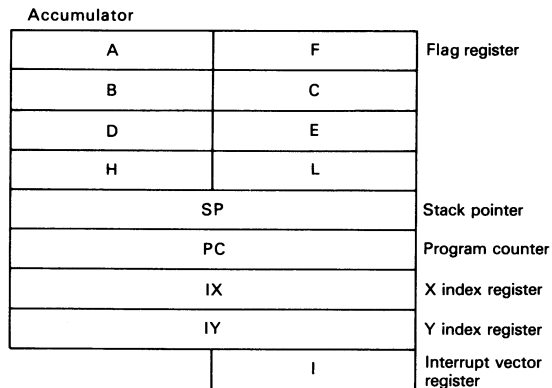 Accumulator
A F Flag register
B C
D E
H L
SP Stack pointer
PC Program counter
IX X index register
IY Y index register
I Interrupt vector
register